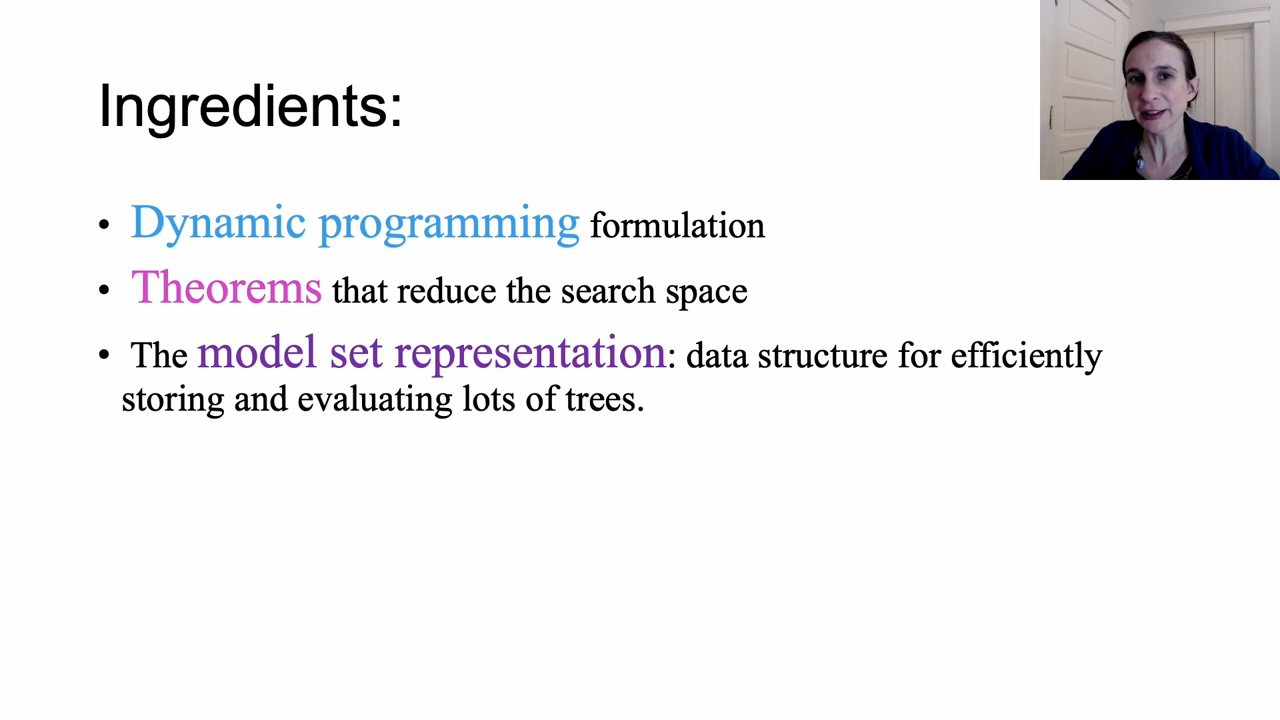 Ingredients:
• Dynamic programming formulation
• Theorems that reduce the search space
• The model set representation: data structure for efficiently
storing and evaluating lots of trees.